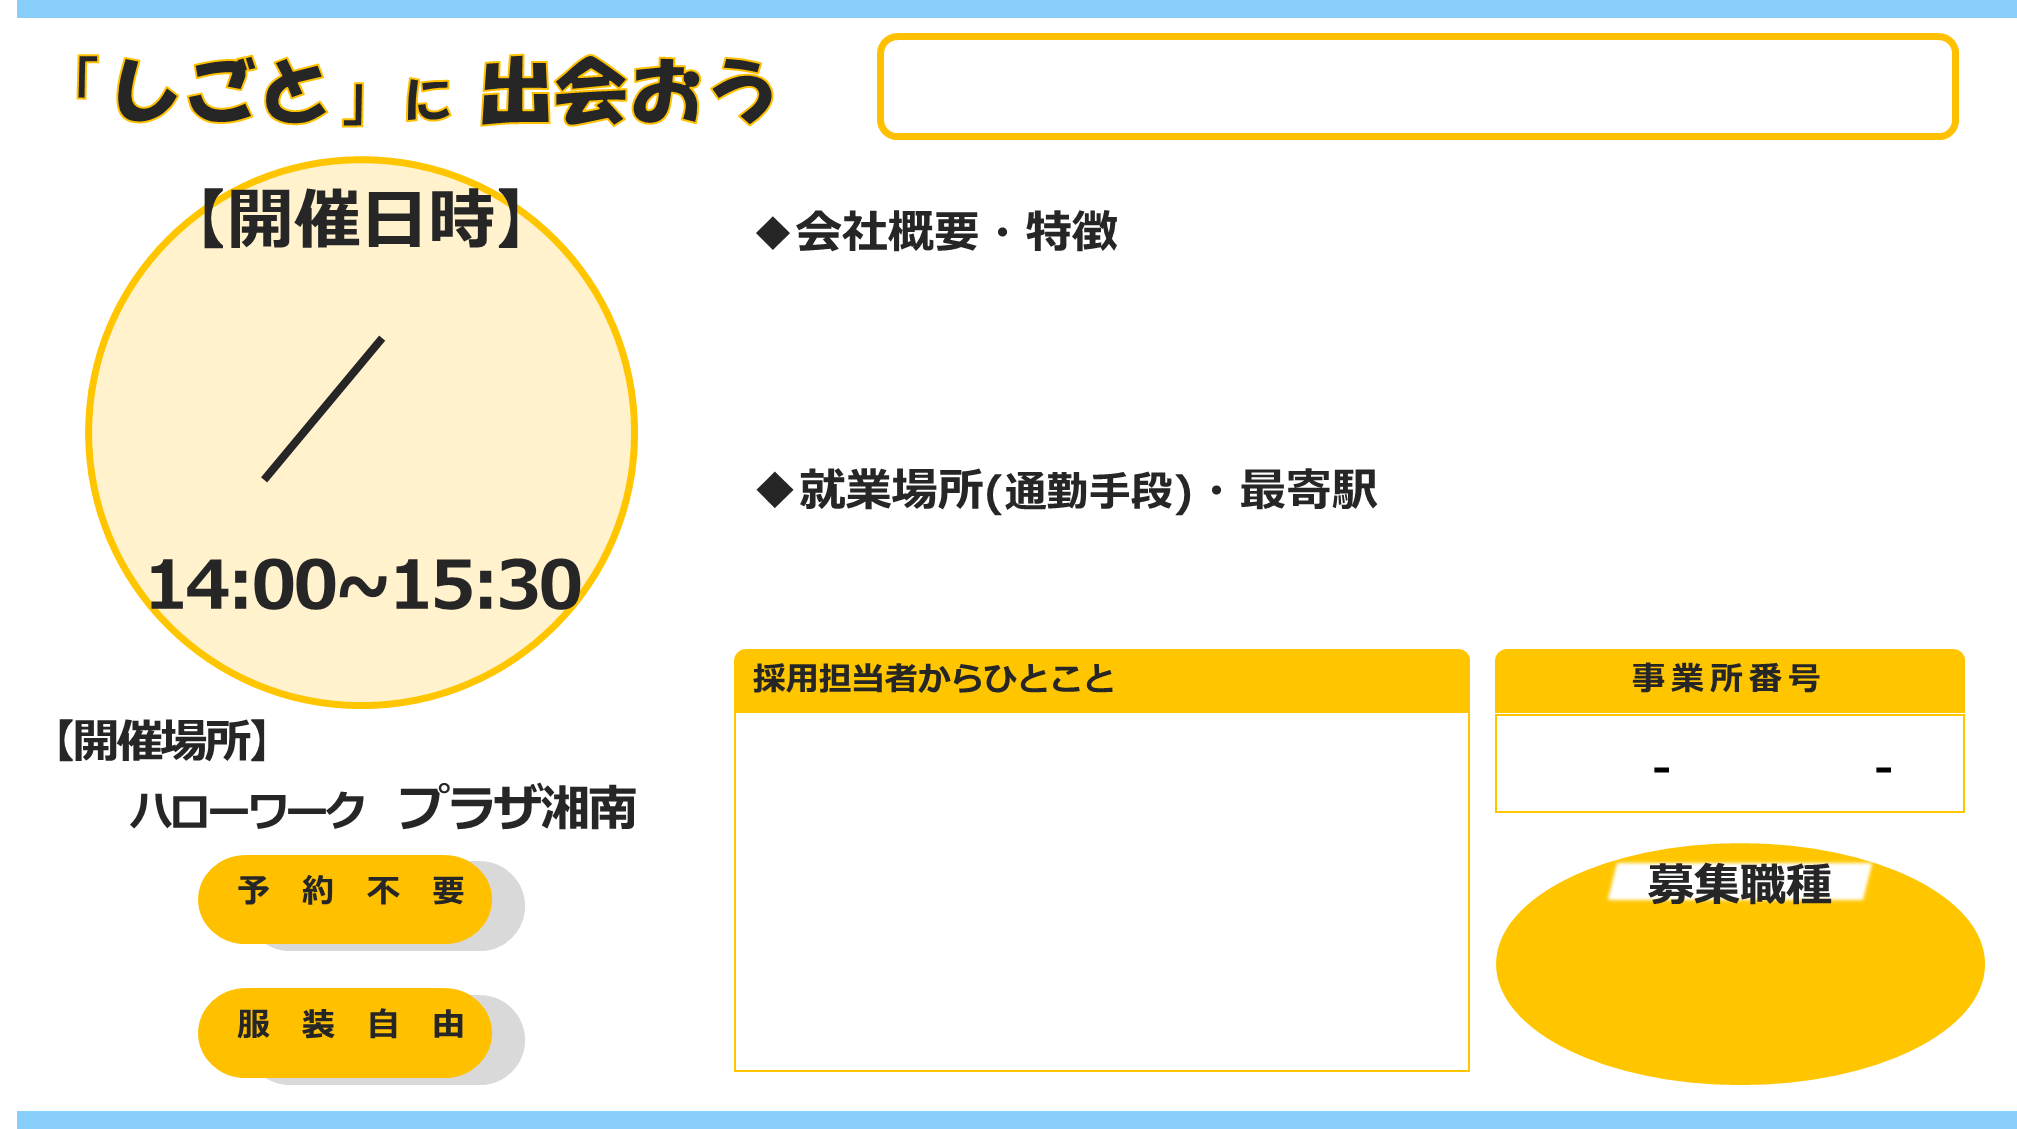 「しごと」に 出会おう
【開催日時】
／
14:00~15:30
【開催場所】
ハローワーク プラザ湘南
予 約 不 要
服 装 自 由
◆会社概要・特徴
◆就業場所(通勤手段)・最寄駅
採用担当者からひとこと
事業所番号
- -
募集職種